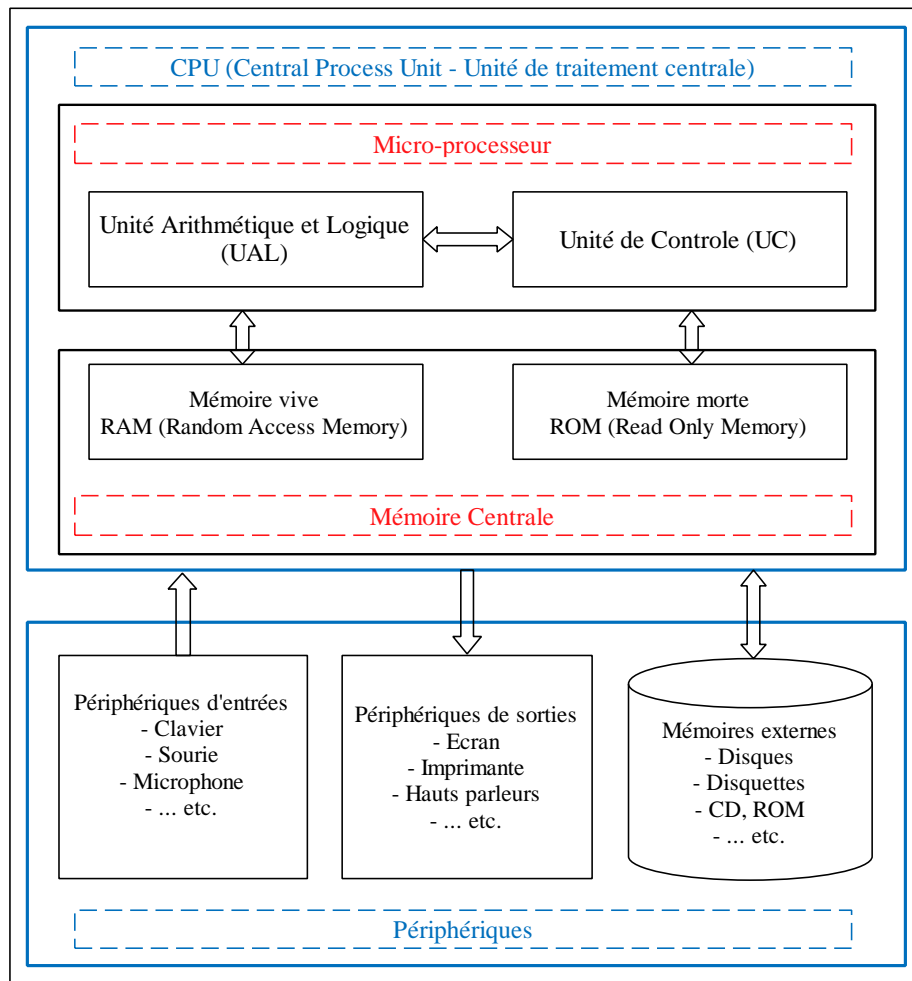 CPU (Central Process Unit - Unité de traitement centrale)
Micro-processeur
Unité Arithmétique et Logique
(UAL)
Unité de Controle (UC)
Mémoire vive
RAM (Random Access Memory)
Mémoire morte
ROM (Read Only Memory)
Mémoire Centrale
Périphériques d'entrées
- Clavier
- Sourie
- Microphone
- ... etc.
Périphériques de sorties
- Ecran
- Imprimante
- Hauts parleurs
- ... etc.
Mémoires externes
- Disques
- Disquettes
- CD, ROM
- ... etc.
Périphériques